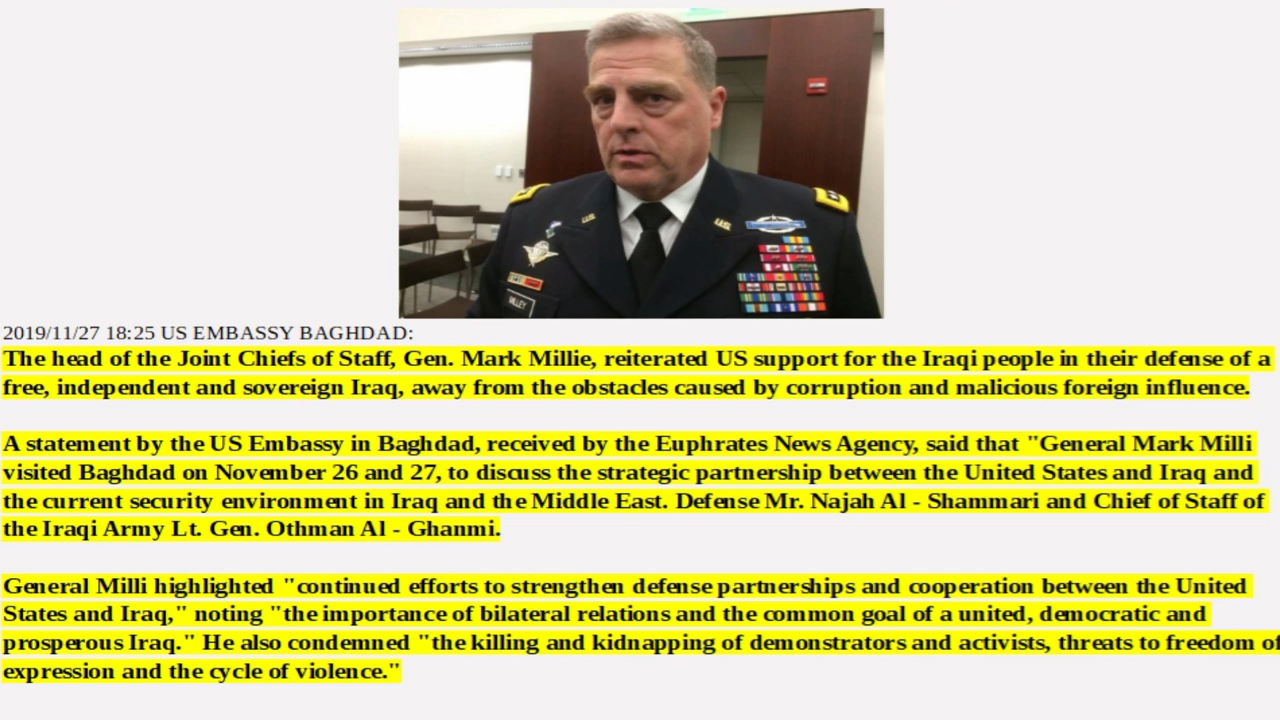 U.S.
U.S.
MILLEY
2019/11/27 18:25 US EMBASSY BAGHDAD:
The head of the Joint Chiefs of Staff, Gen. Mark Millie, reiterated US support for the Iraqi people in their defense of a
free, independent and sovereign Iraq, away from the obstacles caused by corruption and malicious foreign influence.
A statement by the US Embassy in Baghdad, received by the Euphrates News Agency, said that "General Mark Milli
visited Baghdad on November 26 and 27, to discuss the strategic partnership between the United States and Iraq and
the current security environment in Iraq and the Middle East. Defense Mr. Najah Al - Shammari and Chief of Staff of
the Iraqi Army Lt. Gen. Othman Al - Ghanmi.
General Milli highlighted "continued efforts to strengthen defense partnerships and cooperation between the United
States and Iraq," noting "the importance of bilateral relations and the common goal of a united, democratic and
prosperous Iraq." He also condemned "the killing and kidnapping of demonstrators and activists, threats to freedom of
expression and the cycle of violence."